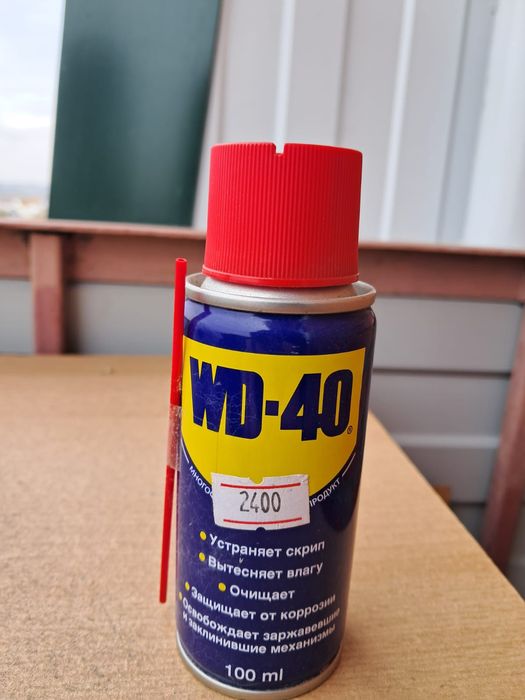 WD-40®
2400
Устраняет скрип
Вытесняет влагу
Очищает
Защищает от коррозии
Освобождает заржавевшие
и заклинившие механизмы
100 ml